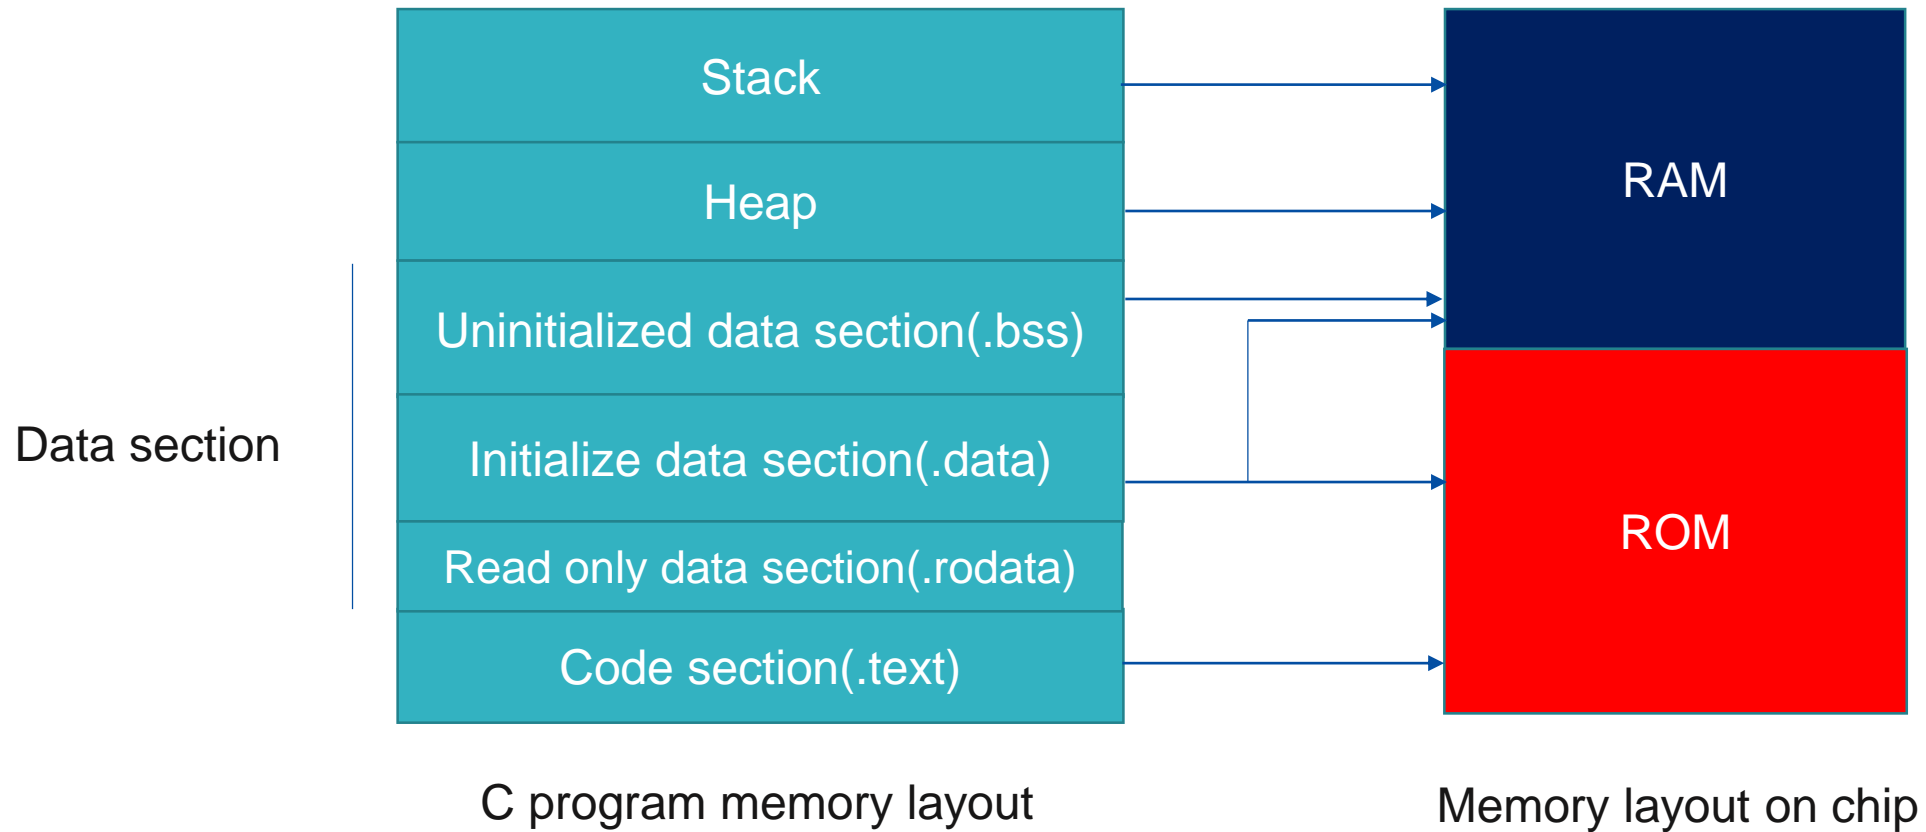 Stack
Heap
Uninitialized data section(.bss)
Initialize data section(.data)
Read only data section(.rodata)
Code section(.text)
Data section
RAM
ROM
C program memory layout
Memory layout on chip